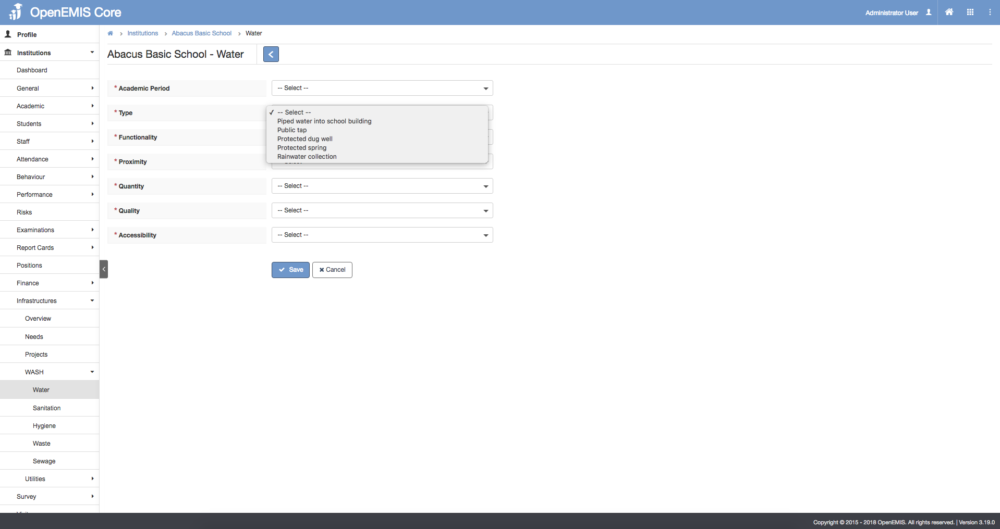 OpenEMIS Core
Administrator User
Profile
Institutions
Dashboard
General
Academic
Students
Staff
Attendance
Behaviour
Performance
Risks
Examinations
Report Cards
Positions
Finance
Infrastructures
Overview
Needs
Projects
WASH
Water
Sanitation
Hygiene
Waste
Sewage
Utilities
Survey
Institutions > Abacus Basic School > Water
Abacus Basic School - Water
* Academic Period -- Select --
* Type
✓ -- Select --
Piped water into school building
Public tap
Protected dug well
Protected spring
Rainwater collection
* Functionality
* Proximity
* Quantity -- Select --
* Quality -- Select --
* Accessibility -- Select --
Save Cancel
Copyright © 2015 - 2018 OpenEMIS. All rights reserved. | Version 3.19.0